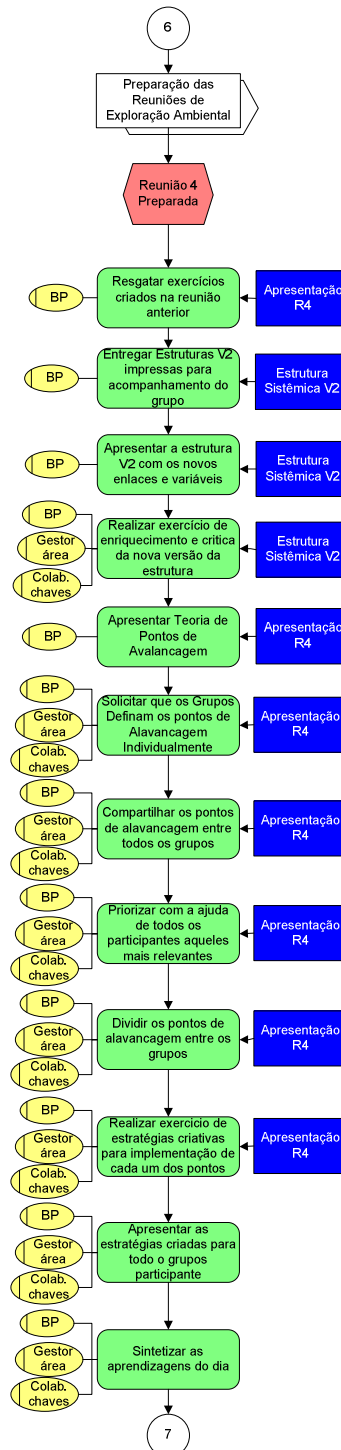 6
Preparação das
Reuniões de
Exploração Ambiental
Reunião 4
Preparada
BP
Resgatar exercícios
criados na reunião
anterior
Apresentação
R4
BP
Entregar Estruturas V2
impressas para
acompanhamento do
grupo
Estrutura
Sistêmica V2
BP
Apresentar a estrutura
V2 com os novos
enlaces e variáveis
Estrutura
Sistêmica V2
BP
Gestor
área
Colab.
chaves
Realizar exercício de
enriquecimento e critica
da nova versão da
estrutura
Estrutura
Sistêmica V2
BP
Apresentar Teoria de
Pontos de
Avalancagem
Apresentação
R4
BP
Gestor
área
Colab.
chaves
Solicitar que os Grupos
Definam os pontos de
Alavancagem
Individualmente
Apresentação
R4
BP
Gestor
área
Colab.
chaves
Compartilhar os pontos
de alavancagem entre
todos os grupos
Apresentação
R4
BP
Gestor
área
Colab.
chaves
Priorizar com a ajuda
de todos os
participantes aqueles
mais relevantes
Apresentação
R4
BP
Gestor
área
Colab.
chaves
Dividir os pontos de
alavancagem entre os
grupos
Apresentação
R4
BP
Gestor
área
Colab.
chaves
Realizar exercício de
estratégias criativas
para implementação de
cada um dos pontos
Apresentação
R4
BP
Gestor
área
Colab.
chaves
Apresentar as
estratégias criadas para
todo o grupos
participante
BP
Gestor
área
Colab.
chaves
Sintetizar as
aprendizagens do dia
7